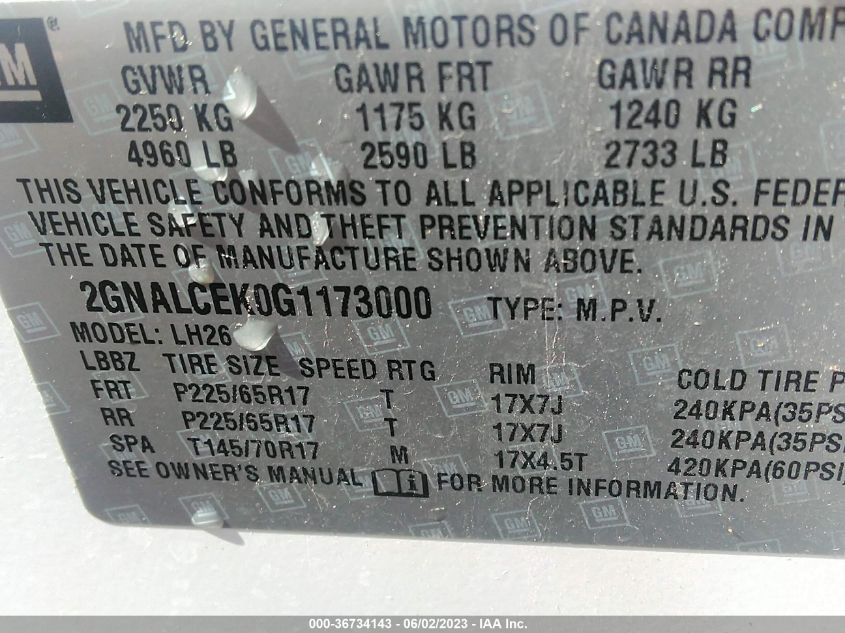 GM ®
MFD BY GENERAL MOTORS OF CANADA COMP
GVWR GAWR FRT GAWR RR
2250 KG 1175 KG 1240 KG
4960 LB 2590 LB 2733 LB
THIS VEHICLE CONFORMS TO ALL APPLICABLE U.S. FEDER
VEHICLE SAFETY AND THEFT PREVENTION STANDARDS IN
THE DATE OF MANUFACTURE SHOWN ABOVE.
2GNALCEK0G1173000 TYPE: M.P.V.
MODEL: LH26
LBBZ TIRE SIZE SPEED RTG RIM COLD TIRE P
FRT P225/65R17 T 17X7J 240KPA(35PS
RR P225/65R17 T 17X7J 240KPA(35PS
SPA T145/70R17 M 17X4.5T 420KPA(60PSI)
SEE OWNER'S MANUAL i FOR MORE INFORMATION.
000-36734143 - 06/02/2023 - IAA Inc.